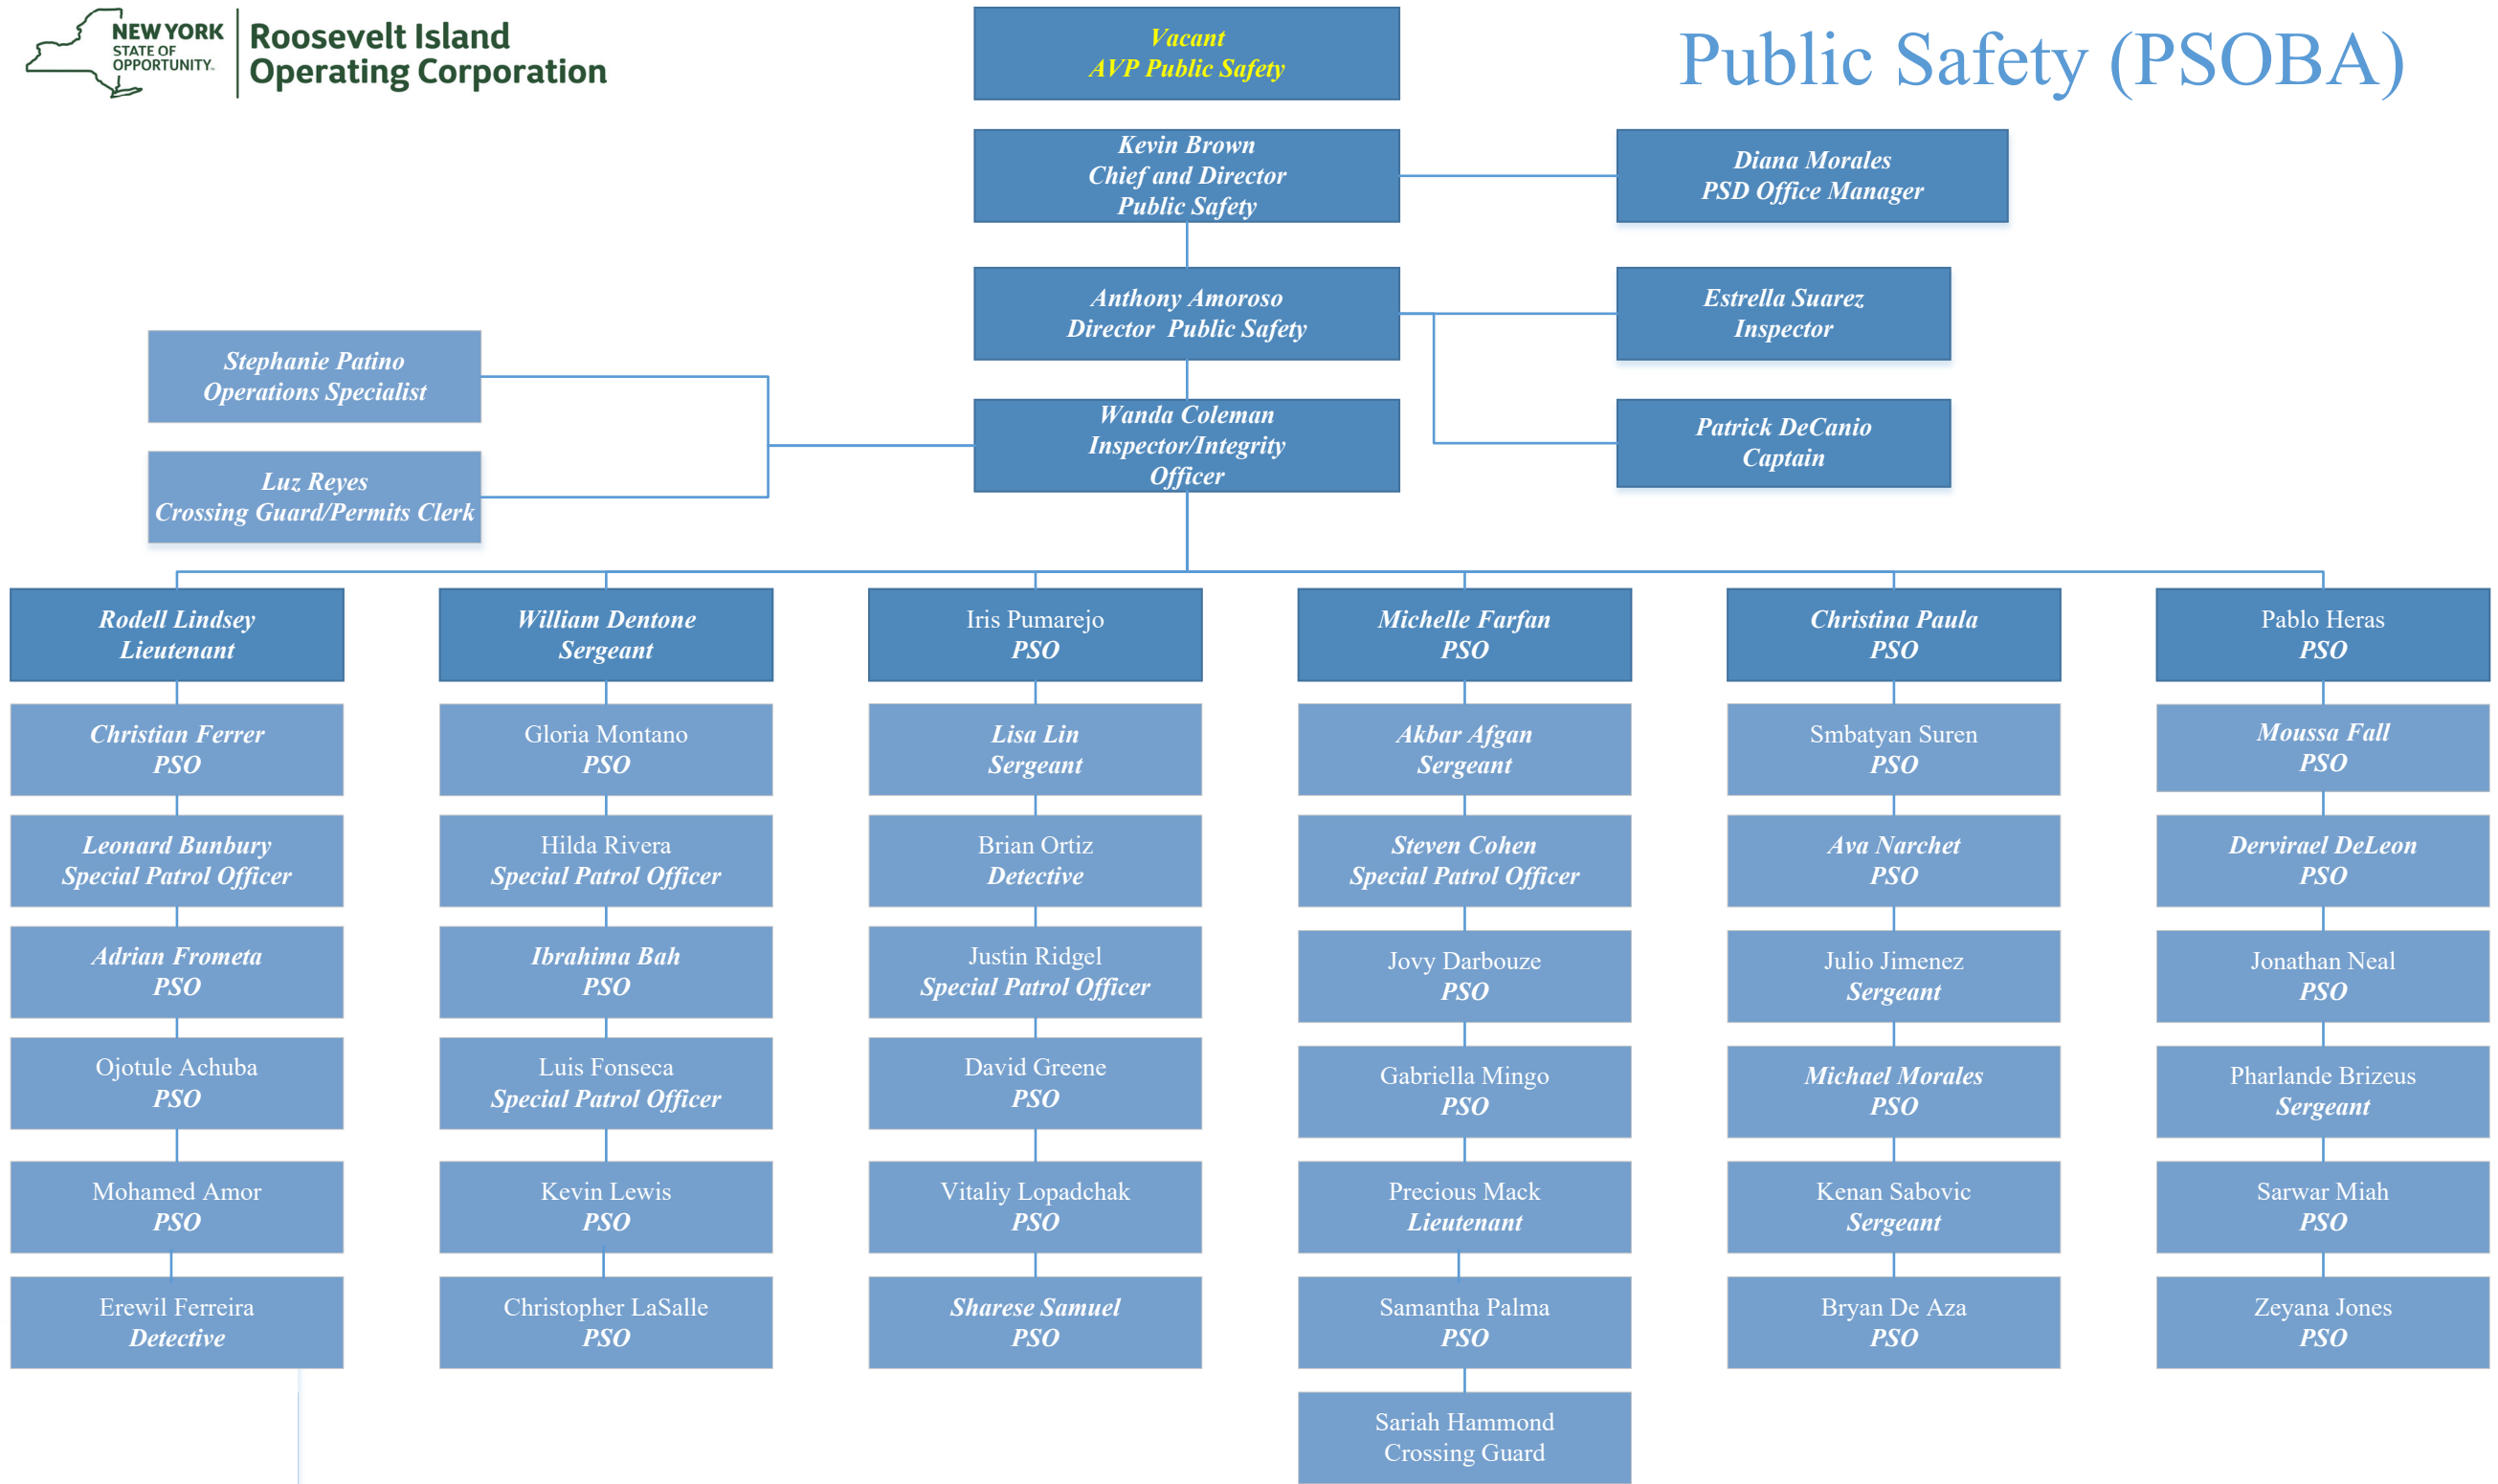 NEW YORK
STATE OF
OPPORTUNITY™
Roosevelt Island
Operating Corporation
Vacant
AVP Public Safety
Public Safety (PSOBA)
Kevin Brown
Chief and Director
Public Safety
Diana Morales
PSD Office Manager
Anthony Amoroso
Director Public Safety
Estrella Suarez
Inspector
Stephanie Patino
Operations Specialist
Wanda Coleman
Inspector/Integrity
Officer
Patrick DeCanio
Captain
Luz Reyes
Crossing Guard/Permits Clerk
Rodell Lindsey
Lieutenant
Christian Ferrer
PSO
Leonard Bunbury
Special Patrol Officer
Adrian Frometa
PSO
Ojotule Achuba
PSO
Mohamed Amor
PSO
Erewil Ferreira
Detective
William Dentone
Sergeant
Gloria Montano
PSO
Hilda Rivera
Special Patrol Officer
Ibrahima Bah
PSO
Luis Fonseca
Special Patrol Officer
Kevin Lewis
PSO
Christopher LaSalle
PSO
Iris Pumarejo
PSO
Lisa Lin
Sergeant
Brian Ortiz
Detective
Justin Ridgel
Special Patrol Officer
David Greene
PSO
Vitaliy Lopadchak
PSO
Sharese Samuel
PSO
Michelle Farfan
PSO
Akbar Afgan
Sergeant
Steven Cohen
Special Patrol Officer
Jovy Darbouze
PSO
Gabriella Mingo
PSO
Precious Mack
Lieutenant
Samantha Palma
PSO
Sariah Hammond
Crossing Guard
Christina Paula
PSO
Smbatyan Suren
PSO
Ava Narchet
PSO
Julio Jimenez
Sergeant
Michael Morales
PSO
Kenan Sabovic
Sergeant
Bryan De Aza
PSO
Pablo Heras
PSO
Moussa Fall
PSO
Dervirael DeLeon
PSO
Jonathan Neal
PSO
Pharlande Brizeus
Sergeant
Sarwar Miah
PSO
Zeyana Jones
PSO